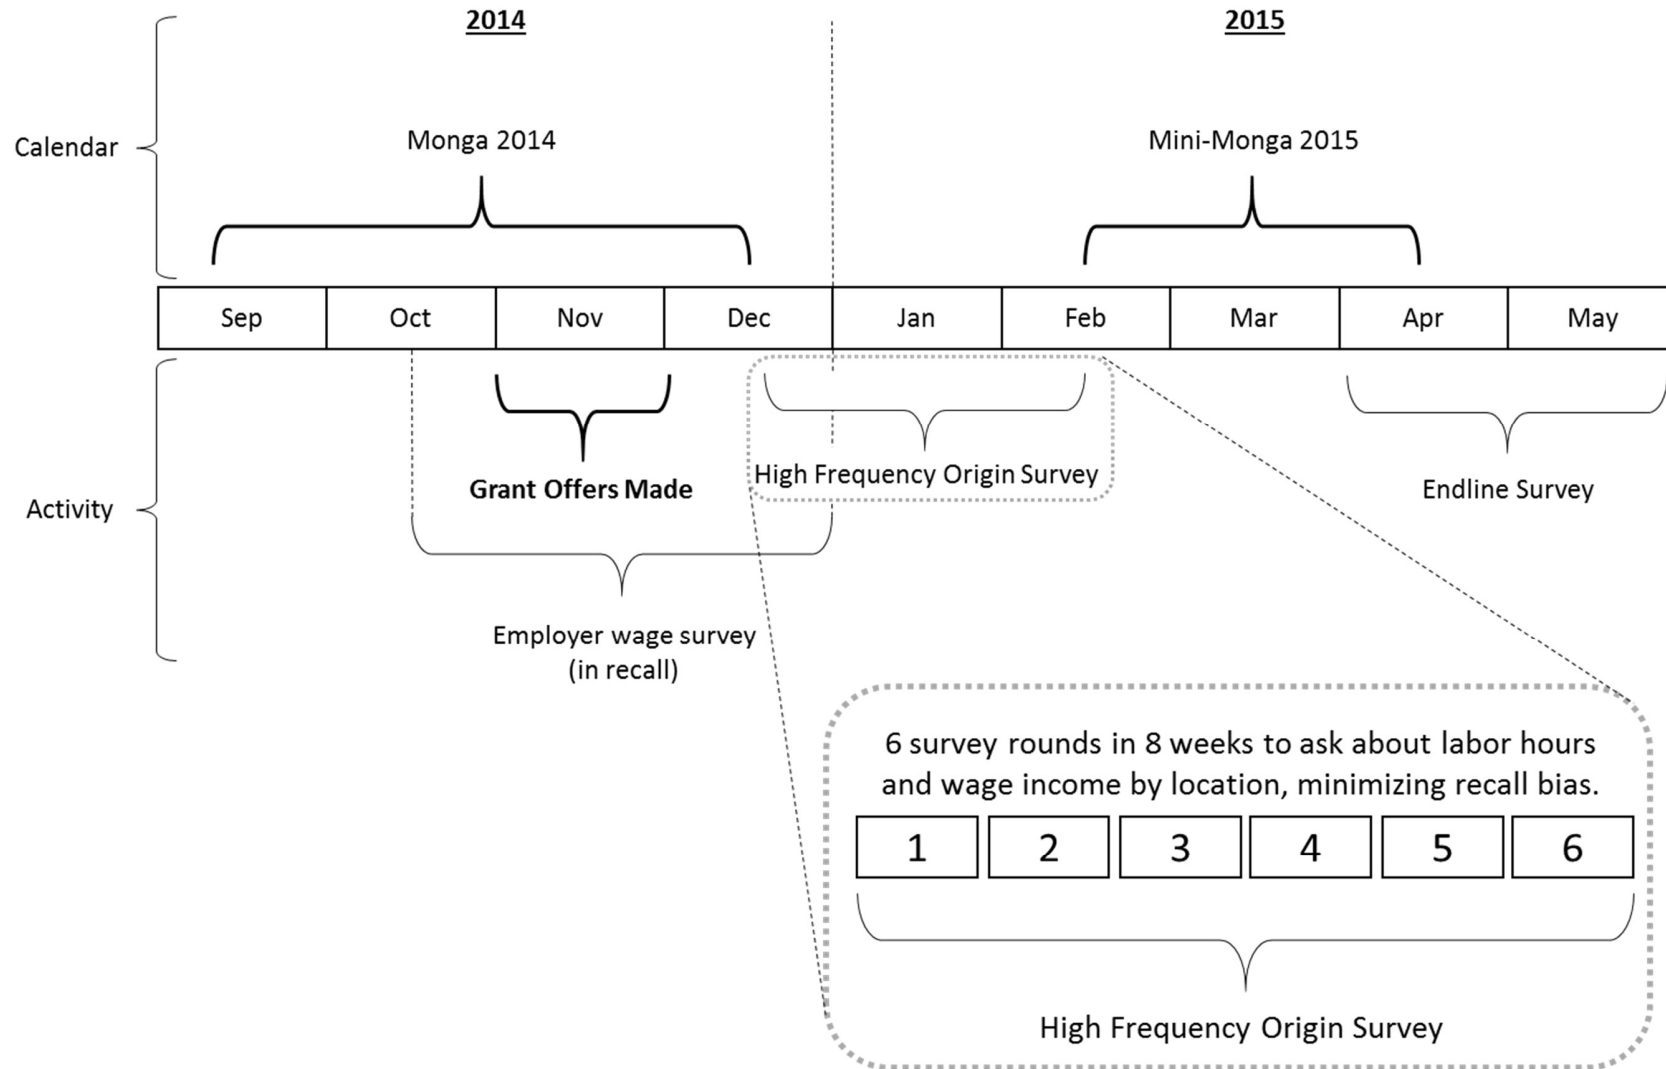 2014
2015
Calendar
Monga 2014
Mini-Monga 2015
Sep
Oct
Nov
Dec
Jan
Feb
Mar
Apr
May
Activity
Grant Offers Made
High Frequency Origin Survey
Endline Survey
Employer wage survey
(in recall)
6 survey rounds in 8 weeks to ask about labor hours
and wage income by location, minimizing recall bias.
1
2
3
4
5
6
High Frequency Origin Survey